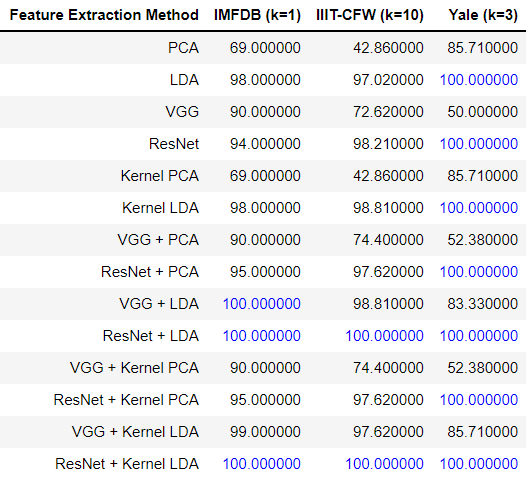 Feature Extraction Method IMFDB (k=1) IIIT-CFW (k=10) Yale (k=3)
PCA 69.000000 42.860000 85.710000
LDA 98.000000 97.020000 100.000000
VGG 90.000000 72.620000 50.000000
ResNet 94.000000 98.210000 100.000000
Kernel PCA 69.000000 42.860000 85.710000
Kernel LDA 98.000000 98.810000 100.000000
VGG + PCA 90.000000 74.400000 52.380000
ResNet + PCA 95.000000 97.620000 100.000000
VGG + LDA 100.000000 98.810000 83.330000
ResNet + LDA 100.000000 100.000000 100.000000
VGG + Kernel PCA 90.000000 74.400000 52.380000
ResNet + Kernel PCA 95.000000 97.620000 100.000000
VGG + Kernel LDA 99.000000 97.620000 85.710000
ResNet + Kernel LDA 100.000000 100.000000 100.000000